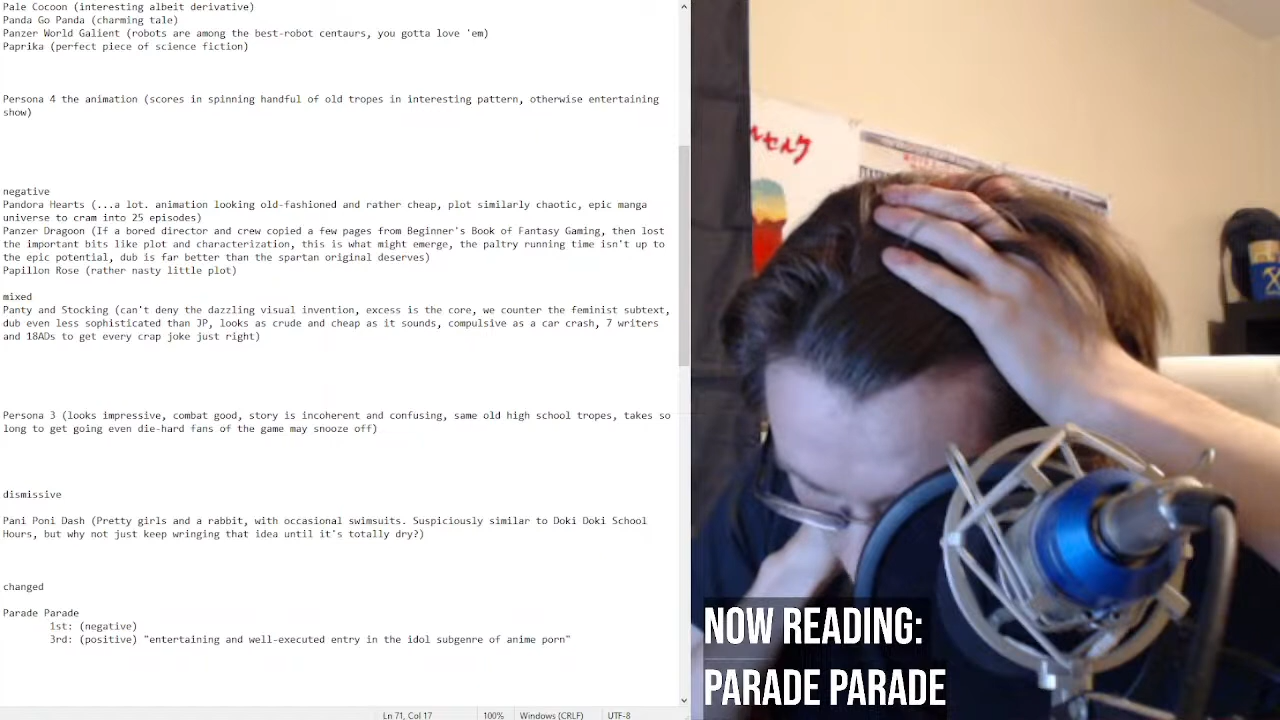 Pale Cocoon (interesting albeit derivative)
Panda Go Panda (charming tale)
Panzer World Galient (robots are among the best-robot centaurs, you gotta love 'em)
Paprika (perfect piece of science fiction)
Persona 4 the animation (scores in spinning handful of old tropes in interesting pattern, otherwise entertaining
show)
negative
Pandora Hearts (...a lot. animation looking old-fashioned and rather cheap, plot similarly chaotic, epic manga
universe to cram into 25 episodes)
Panzer Dragoon (If a bored director and crew copied a few pages from Beginner's Book of Fantasy Gaming, then lost
the important bits like plot and characterization, this is what might emerge, the paltry running time isn't up to
the epic potential, dub is far better than the spartan original deserves)
Papillon Rose (rather nasty little plot)
mixed
Panty and Stocking (can't deny the dazzling visual invention, excess is the core, we counter the feminist subtext,
dub even less sophisticated than JP, looks as crude and cheap as it sounds, compulsive as a car crash, 7 writers
and 18ADs to get every crap joke just right)
Persona 3 (looks impressive, combat good, story is incoherent and confusing, same old high school tropes, takes so
long to get going even die-hard fans of the game may snooze off)
dismissive
Pani Poni Dash (Pretty girls and a rabbit, with occasional swimsuits. Suspiciously similar to Doki Doki School
Hours, but why not just keep wringing that idea until it's totally dry?)
changed
Parade Parade
1st: (negative)
3rd: (positive) "entertaining and well-executed entry in the idol subgenre of anime porn"
Ln 71, Col 17 100% Windows (CRLF) UTF-8
ルセルク
NOW READING:
PARADE PARADE